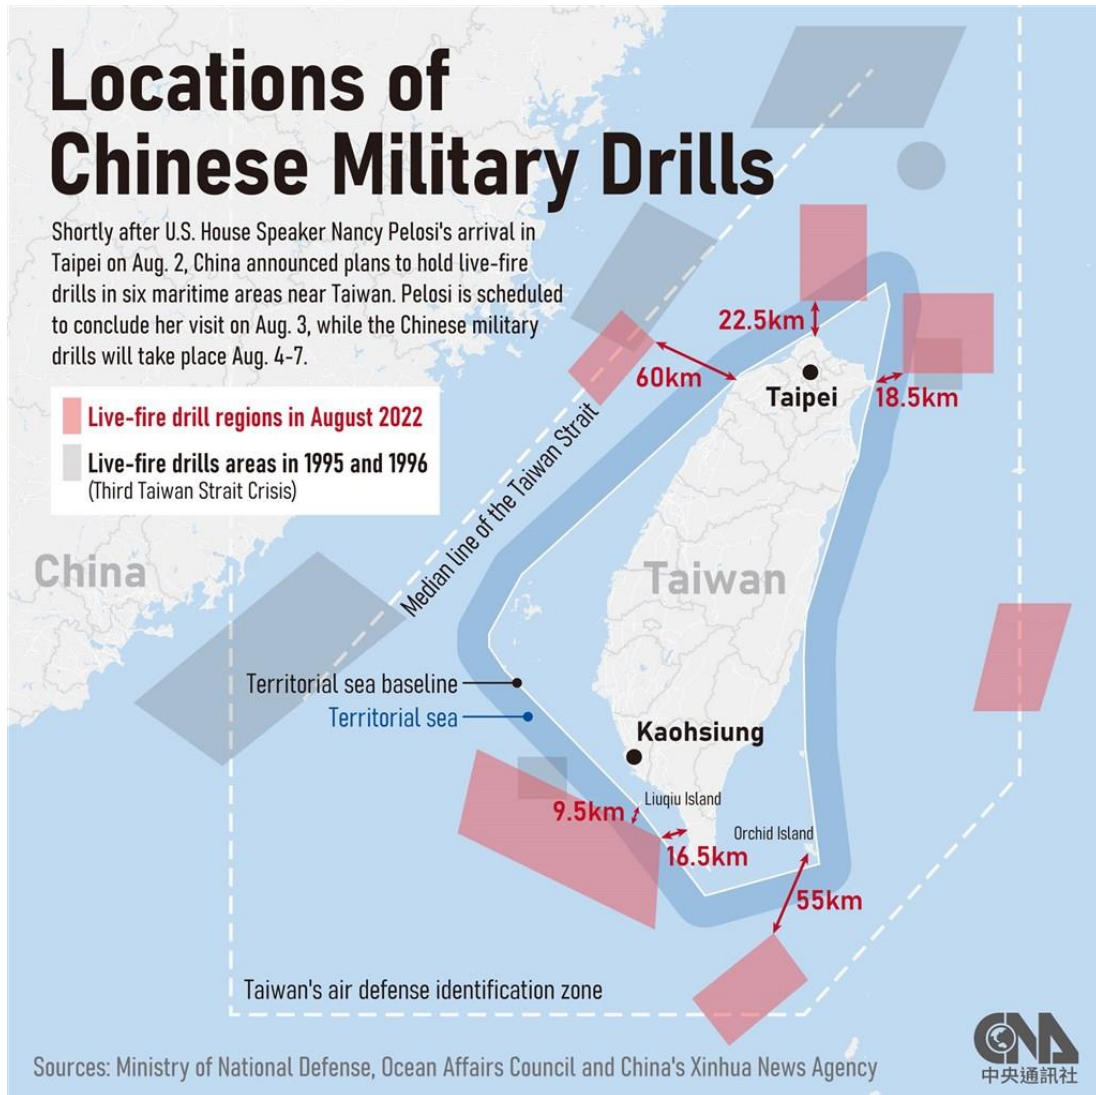 Locations of
Chinese Military Drills
Shortly after U.S. House Speaker Nancy Pelosi's arrival in
Taipei on Aug. 2, China announced plans to hold live-fire
drills in six maritime areas near Taiwan. Pelosi is scheduled
to conclude her visit on Aug. 3, while the Chinese military
drills will take place Aug. 4-7.
Live-fire drill regions in August 2022
Live-fire drills areas in 1995 and 1996
(Third Taiwan Strait Crisis)
22.5km
60km
Taipei
18.5km
Median line of the Taiwan Strait
China
Taiwan
Territorial sea baseline
Territorial sea
Kaohsiung
Liuqiu Island
9.5km
Orchid Island
16.5km
55km
Taiwan's air defense identification zone
Sources: Ministry of National Defense, Ocean Affairs Council and China's Xinhua News Agency
CNA
中央通訊社